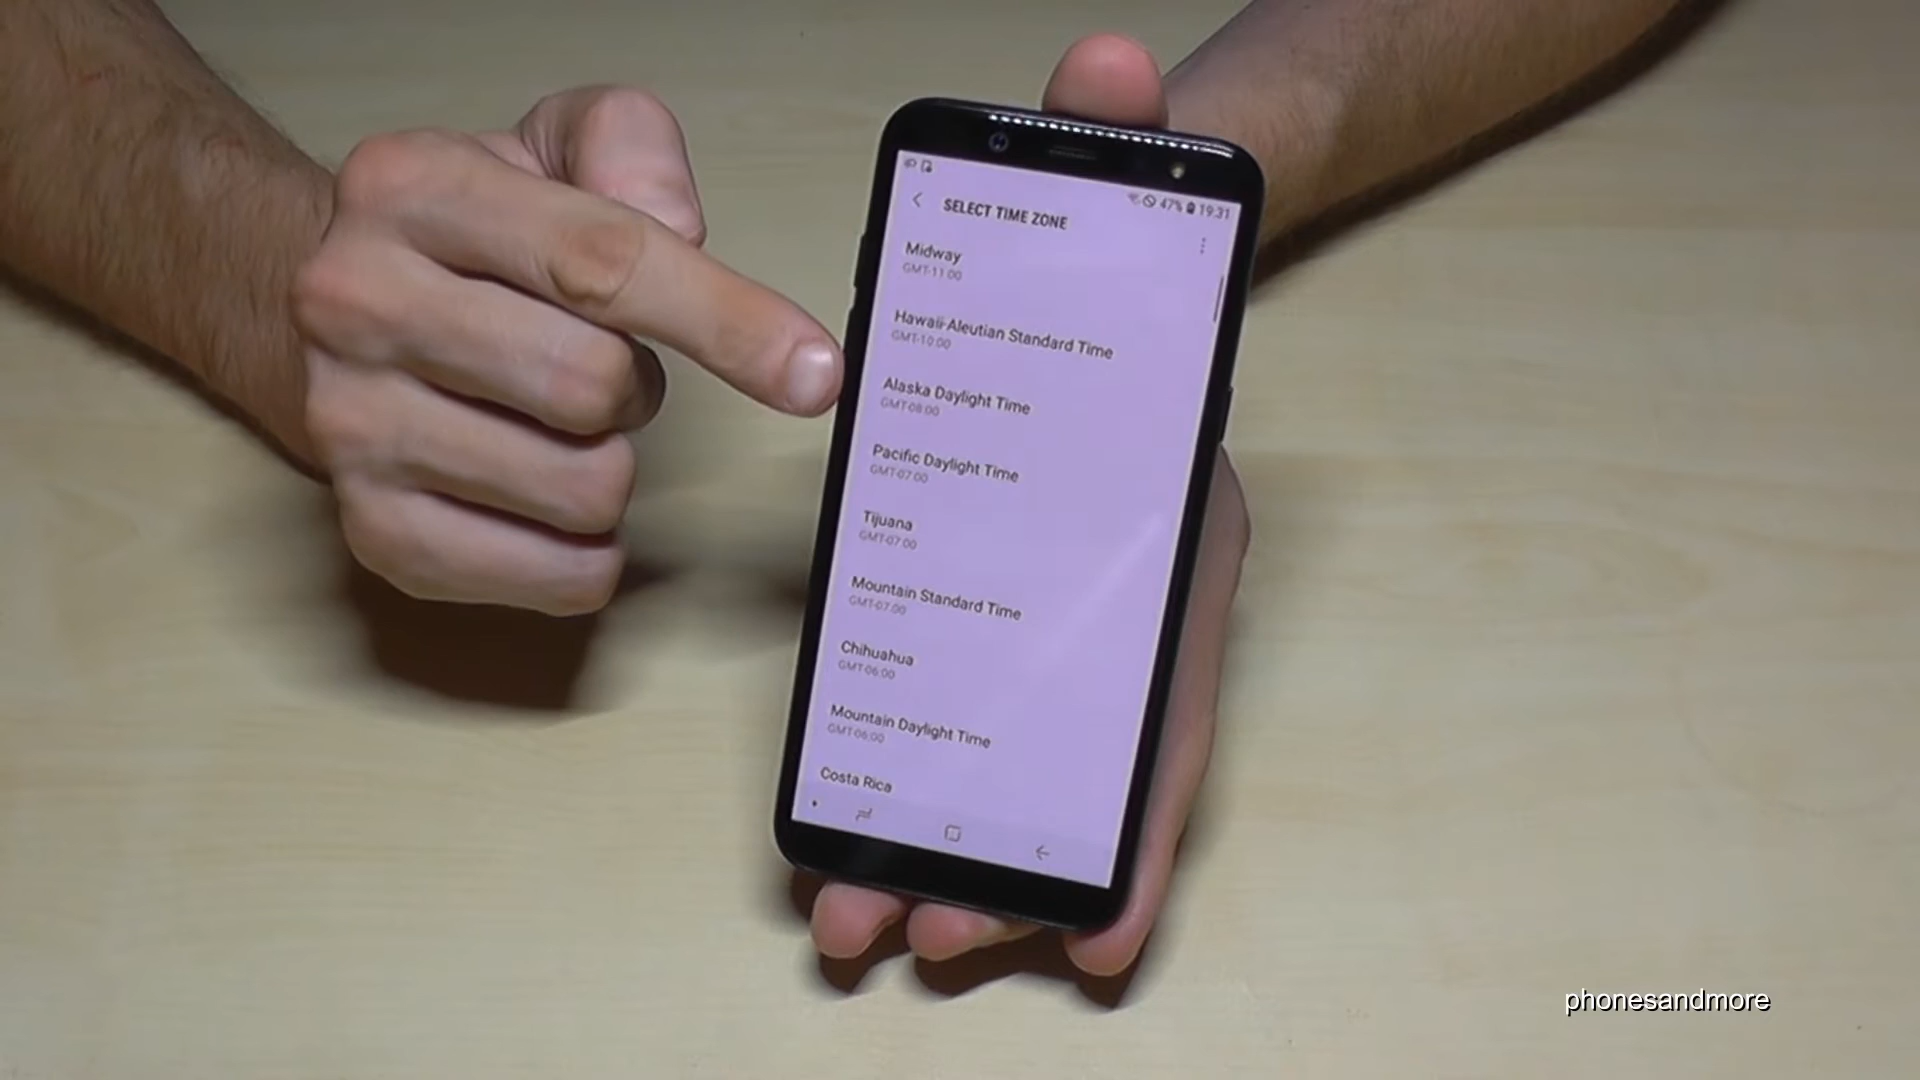 47% 19:31
SELECT TIME ZONE
Midway
GMT-11:00
Hawaii-Aleutian Standard Time
GMT-10:00
Alaska Daylight Time
GMT-08:00
Pacific Daylight Time
GMT-07:00
Tijuana
GMT-07:00
Mountain Standard Time
GMT-07:00
Chihuahua
GMT-06:00
Mountain Daylight Time
GMT-06:00
Costa Rica
phonesandmore